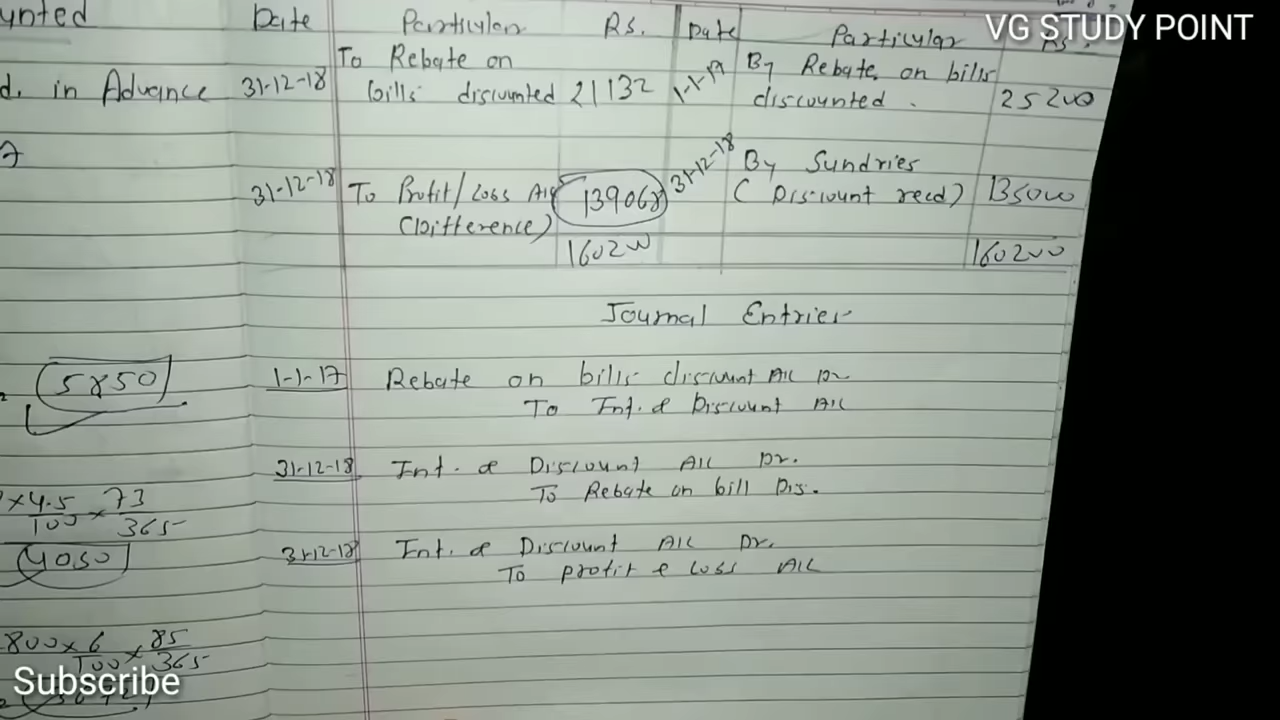 unted Date Particular RS. Date Particular Rs.
VG STUDY POINT
To Rebate on By Rebate on bills
d. in Advance 31-12-18 bills discounted 21132 1-1-17 discounted. 25200
31-12-18 By Sundries
31-12-18 To Profit/Loss A/c 139068 (Discount recd) 135000
(Difference)
160200 160200
Journal Entries
5850 1-1-17 Rebate on bills discount A/c Dr
To Int. & Discount A/c
31-12-18 Int. & Discount A/c Dr.
To Rebate on bill Dis.
×4.5 × 73
100 365
4050 31-12-18 Int. & Discount A/c Dr.
To profit & Loss A/c
800 × 6 × 85
100 365
Subscribe